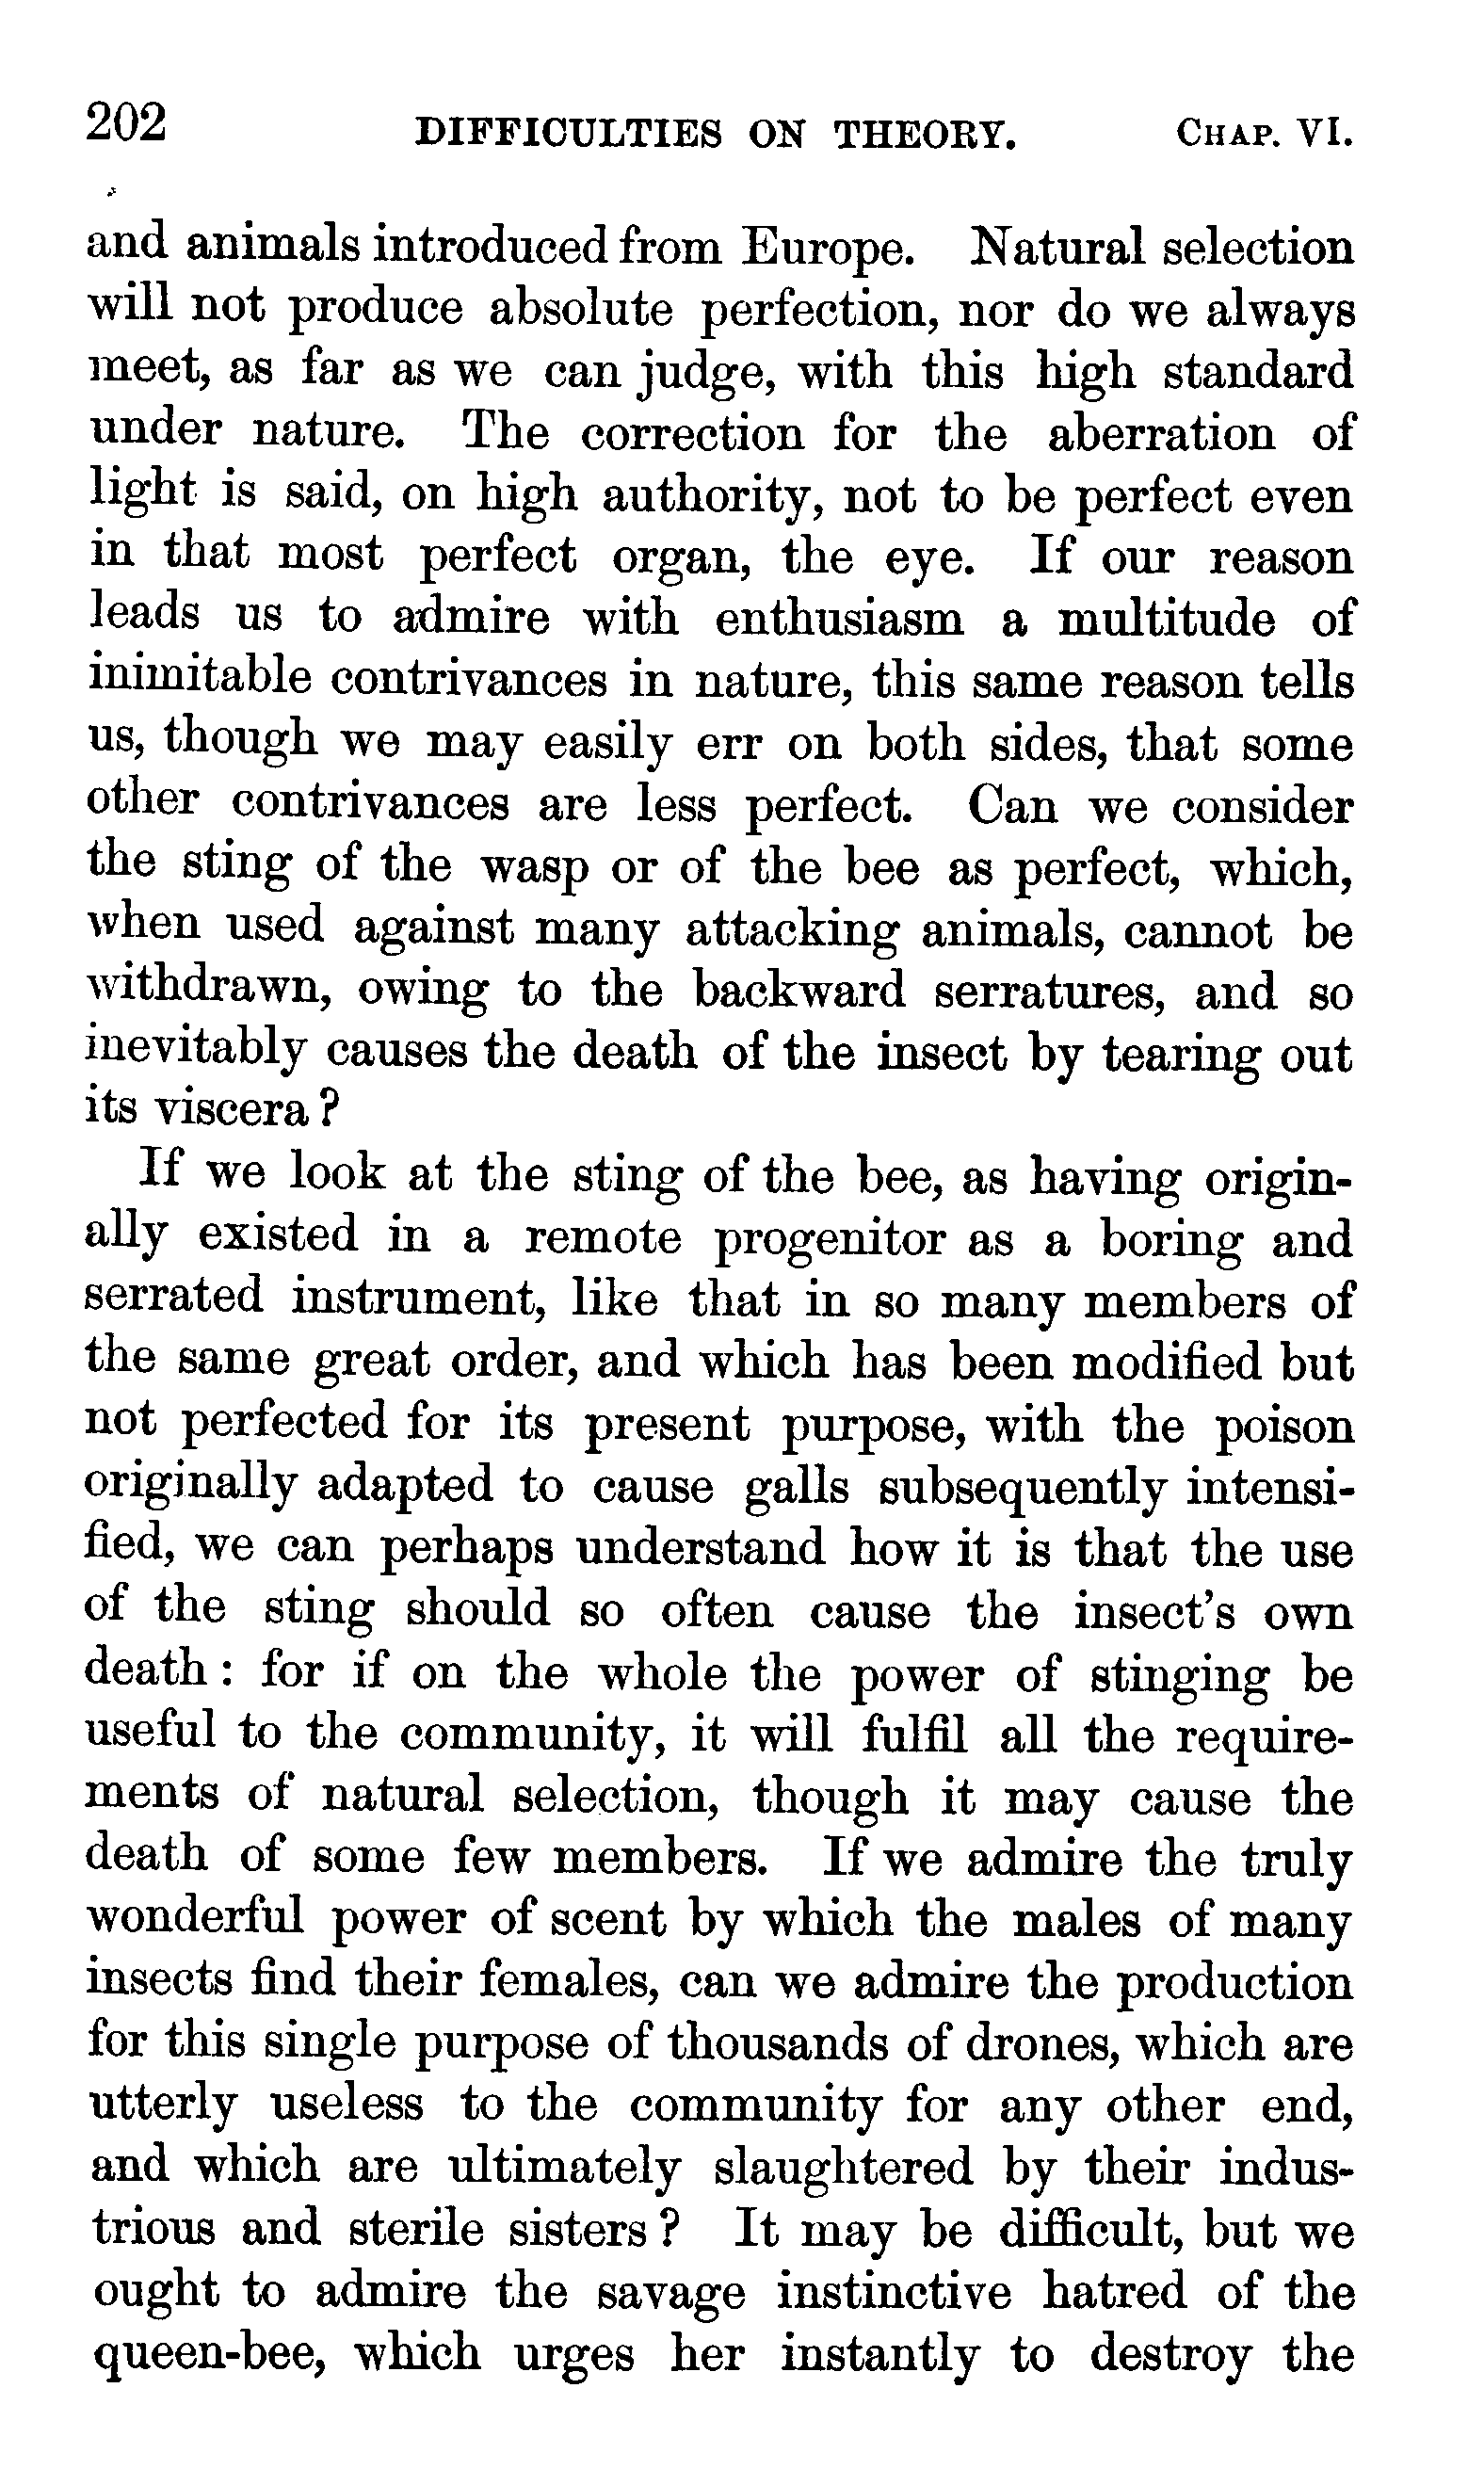 202 DIFFICULTIES ON THEORY. CHAP. VI.
and animals introduced from Europe. Natural selection
will not produce absolute perfection, nor do we always
meet, as far as we can judge, with this high standard
under nature. The correction for the aberration of
light is said, on high authority, not to be perfect even
in that most perfect organ, the eye. If our reason
leads us to admire with enthusiasm a multitude of
inimitable contrivances in nature, this same reason tells
us, though we may easily err on both sides, that some
other contrivances are less perfect. Can we consider
the sting of the wasp or of the bee as perfect, which,
when used against many attacking animals, cannot be
withdrawn, owing to the backward serratures, and so
inevitably causes the death of the insect by tearing out
its viscera?
If we look at the sting of the bee, as having origin-
ally existed in a remote progenitor as a boring and
serrated instrument, like that in so many members of
the same great order, and which has been modified but
not perfected for its present purpose, with the poison
originally adapted to cause galls subsequently intensi-
fied, we can perhaps understand how it is that the use
of the sting should so often cause the insect's own
death: for if on the whole the power of stinging be
useful to the community, it will fulfil all the require-
ments of natural selection, though it may cause the
death of some few members. If we admire the truly
wonderful power of scent by which the males of many
insects find their females, can we admire the production
for this single purpose of thousands of drones, which are
utterly useless to the community for any other end,
and which are ultimately slaughtered by their indus-
trious and sterile sisters? It may be difficult, but we
ought to admire the savage instinctive hatred of the
queen-bee, which urges her instantly to destroy the